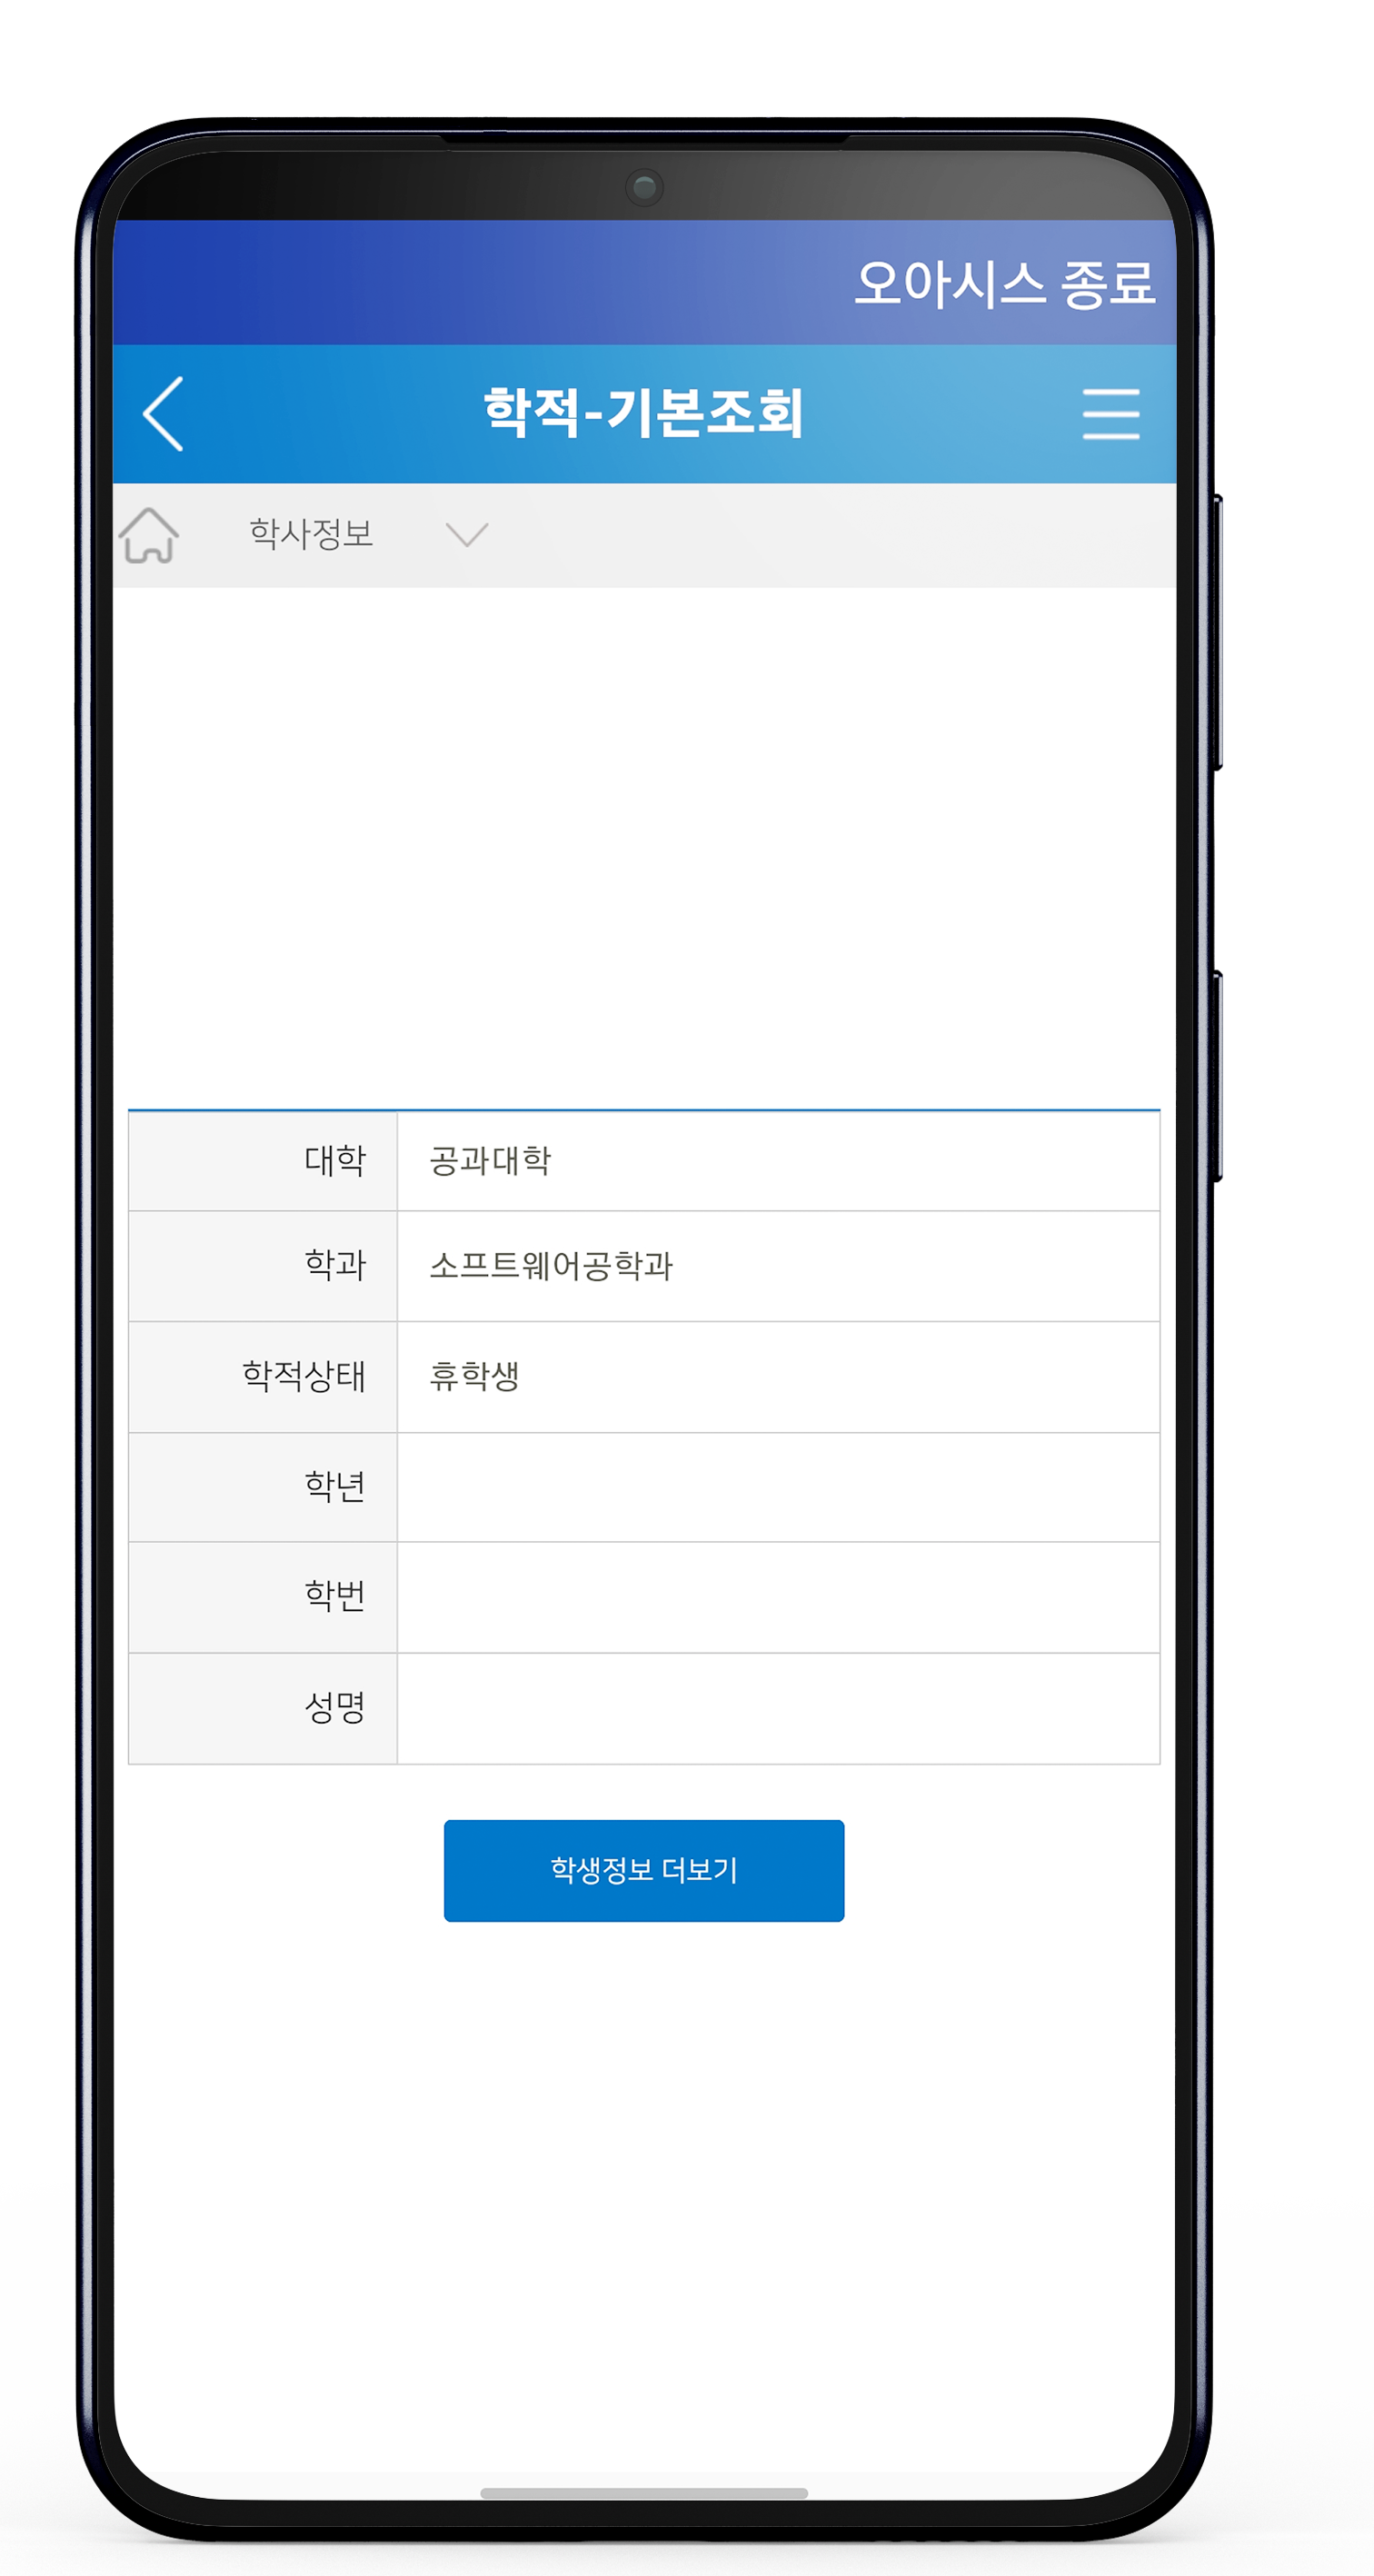 오아시스 종료
학적-기본조회
학사정보
대학 공과대학
학과 소프트웨어공학과
학적상태 휴학생
학년
학번
성명
학생정보 더보기